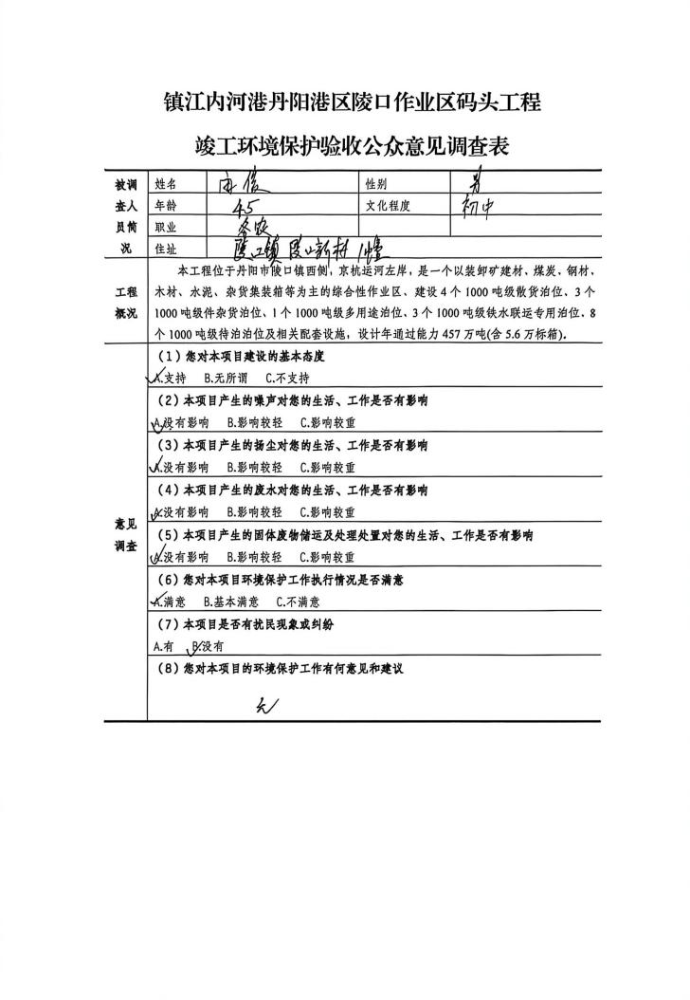 镇江内河港丹阳港区陵口作业区码头工程
竣工环境保护验收公众意见调查表
被调查人员简况
姓名 俊 性别 男
年龄 45 文化程度 初中
职业 务农
住址 陵口镇 陵口新村
工程概况
本工程位于丹阳市陵口镇西侧，京杭运河左岸，是一个以装卸矿建材、煤炭、钢材、
木材、水泥、杂货集装箱等为主的综合性作业区、建设 4 个 1000 吨级散货泊位、3 个
1000 吨级件杂货泊位、1 个 1000 吨级多用途泊位、3 个 1000 吨级铁水联运专用泊位、8
个 1000 吨级待泊泊位及相关配套设施，设计年通过能力 457 万吨(含 5.6 万标箱)。
意见调查
（1）您对本项目建设的基本态度
A.支持 B.无所谓 C.不支持
（2）本项目产生的噪声对您的生活、工作是否有影响
A.没有影响 B.影响较轻 C.影响较重
（3）本项目产生的扬尘对您的生活、工作是否有影响
A.没有影响 B.影响较轻 C.影响较重
（4）本项目产生的废水对您的生活、工作是否有影响
A.没有影响 B.影响较轻 C.影响较重
（5）本项目产生的固体废物储运及处理处置对您的生活、工作是否有影响
A.没有影响 B.影响较轻 C.影响较重
（6）您对本项目环境保护工作执行情况是否满意
A.满意 B.基本满意 C.不满意
（7）本项目是否有扰民现象或纠纷
A.有 B.没有
（8）您对本项目的环境保护工作有何意见和建议
无